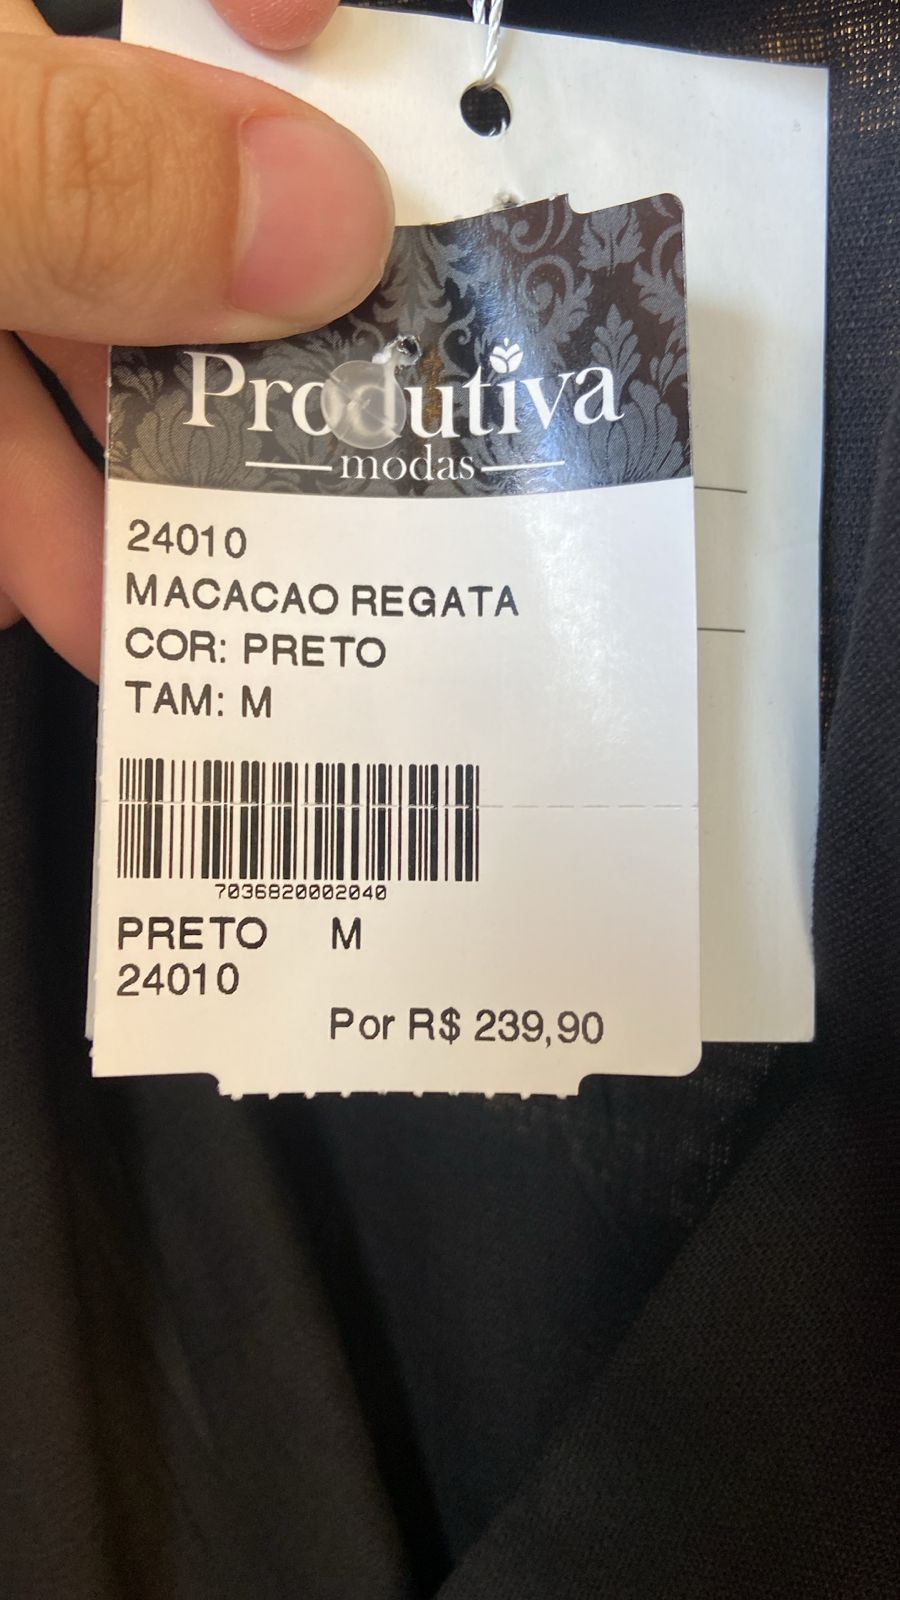 Produtiva
modas
24010
MACACAO REGATA
COR: PRETO
TAM: M
7036820002040
PRETO M
24010
Por R$ 239,90